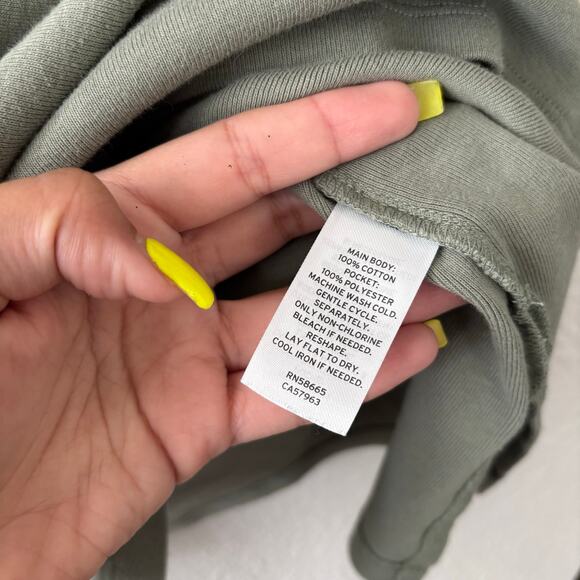 MAIN BODY:
100% COTTON
POCKET:
100% POLYESTER
MACHINE WASH COLD
GENTLE CYCLE.
SEPARATELY.
ONLY NON-CHLORINE
BLEACH IF NEEDED.
RESHAPE.
LAY FLAT TO DRY.
COOL IRON IF NEEDED.
RN58665
CA57963